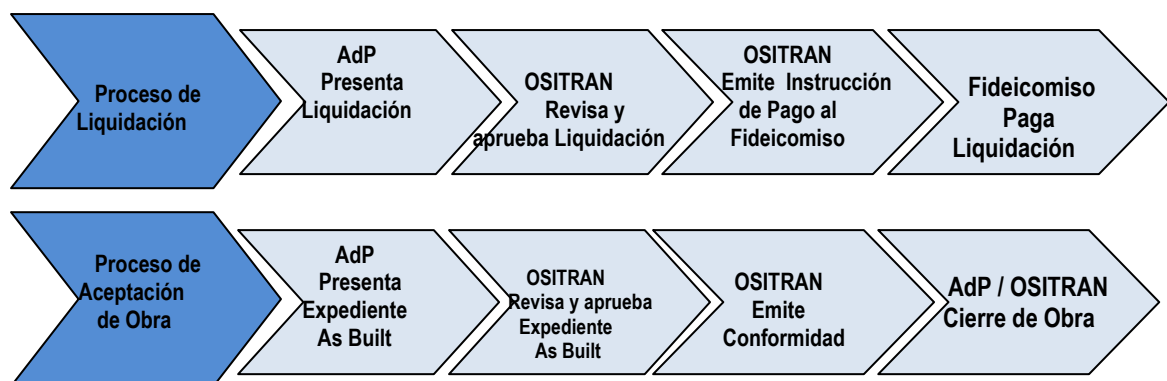 Proceso de
Liquidación
AdP
Presenta
Liquidación
OSITRAN
Revisa y
aprueba Liquidación
OSITRAN
Emite Instrucción
de Pago al
Fideicomiso
Fideicomiso
Paga
Liquidación
Proceso de
Aceptación
de Obra
AdP
Presenta
Expediente
As Built
OSITRAN
Revisa y aprueba
Expediente
As Built
OSITRAN
Emite
Conformidad
AdP / OSITRAN
Cierre de Obra